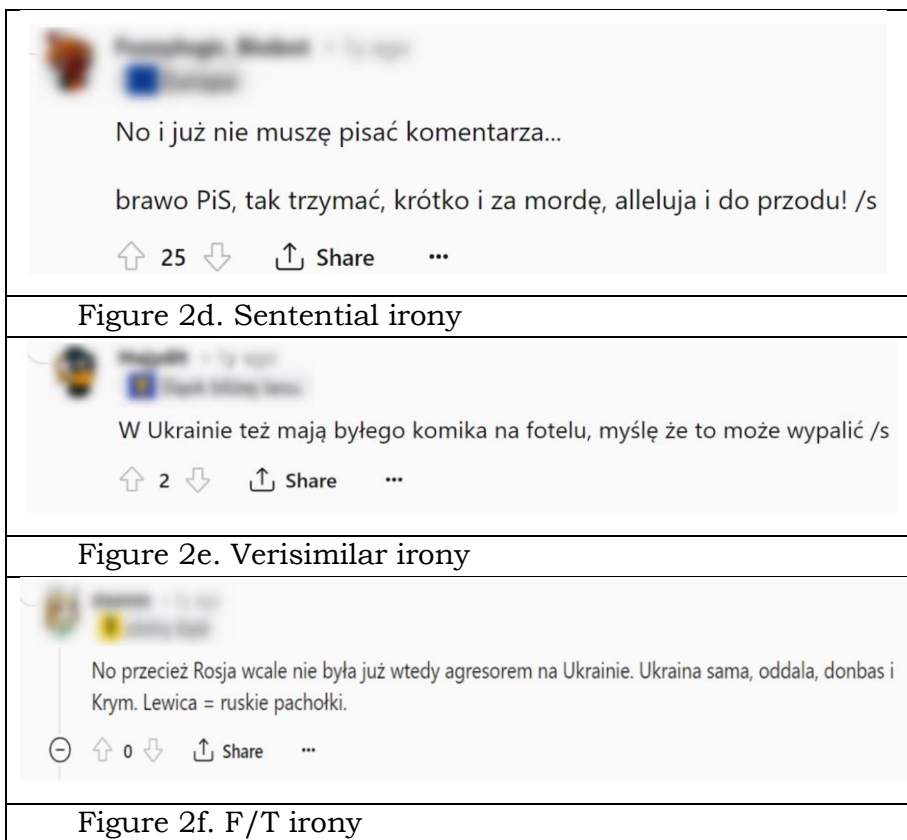 No i już nie muszę pisać komentarza...
brawo PiS, tak trzymać, krótko i za mordę, alleluja i do przodu! /s
25 Share ...
Figure 2d. Sentential irony
W Ukrainie też mają byłego komika na fotelu, myślę że to może wypalić /s
2 Share ...
Figure 2e. Verisimilar irony
No przecież Rosja wcale nie była już wtedy agresorem na Ukrainie. Ukraina sama, oddala, donbas i
Krym. Lewica = ruskie pachołki.
0 Share ...
Figure 2f. F/T irony